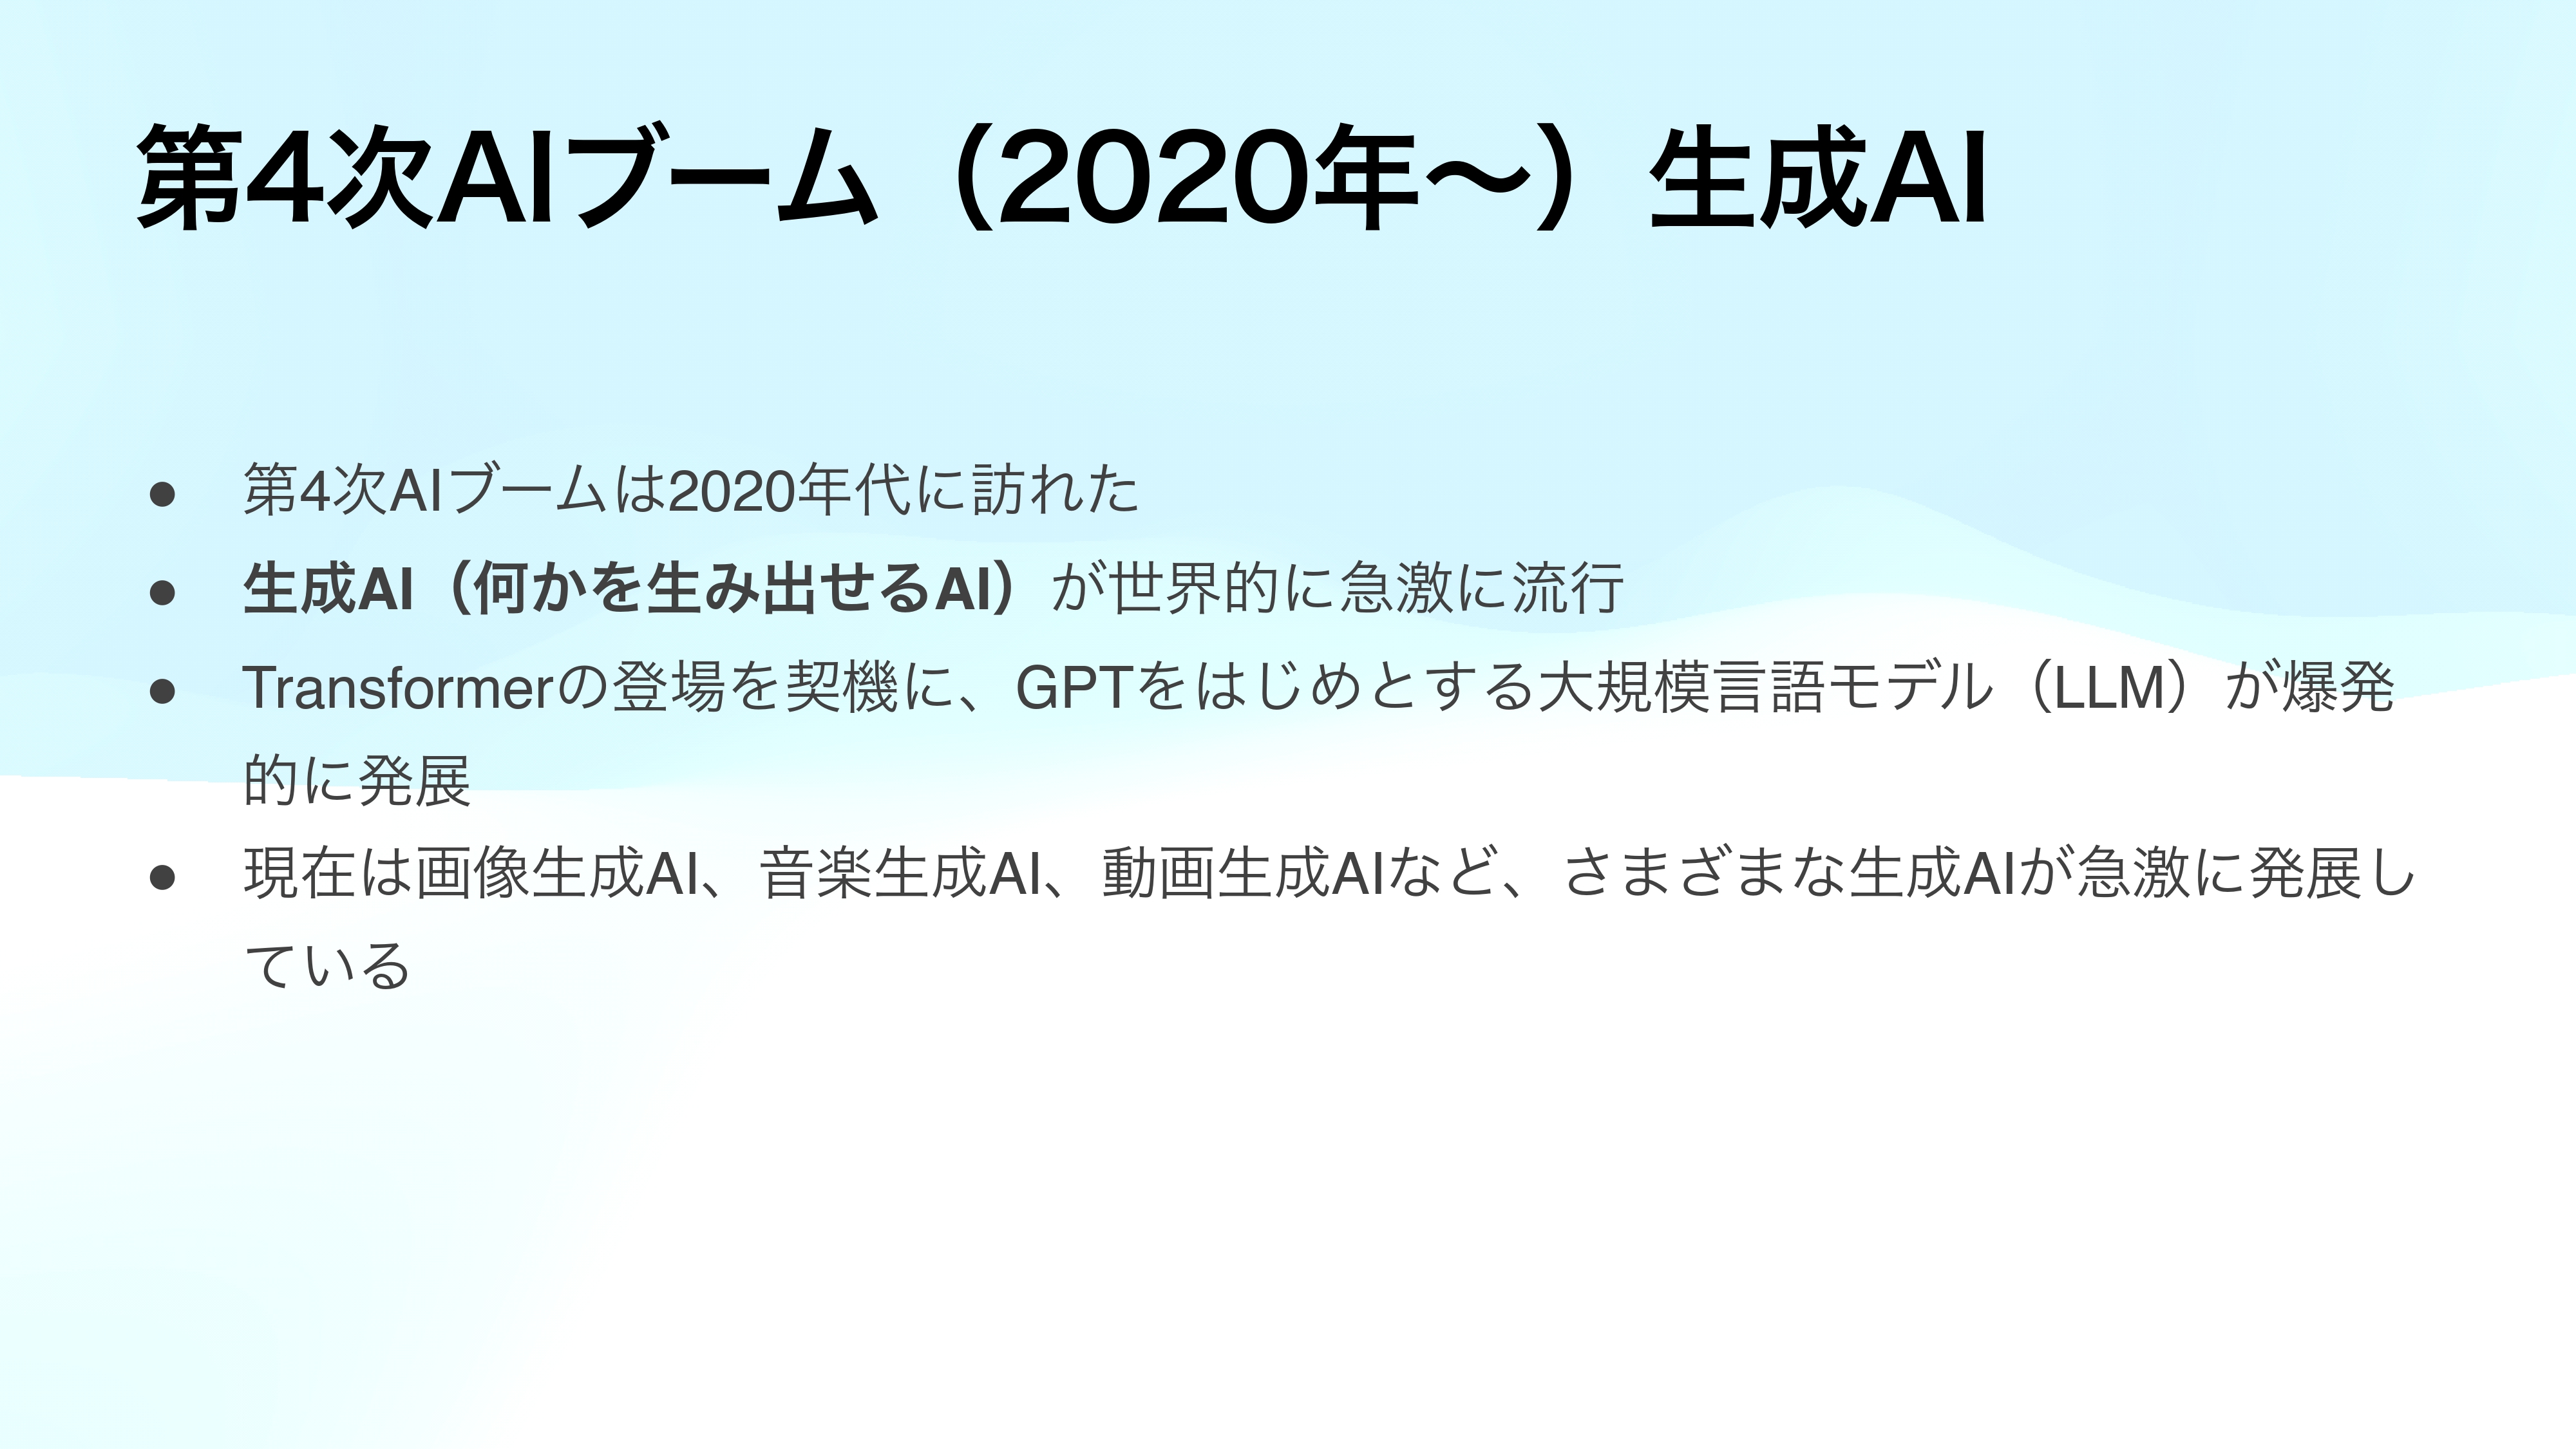 第4次AIブーム（2020年〜）生成AI
● 第4次AIブームは2020年代に訪れた
● 生成AI（何かを生み出せるAI）が世界的に急激に流行
● Transformerの登場を契機に、GPTをはじめとする大規模言語モデル（LLM）が爆発
的に発展
● 現在は画像生成AI、音楽生成AI、動画生成AIなど、さまざまな生成AIが急激に発展し
ている